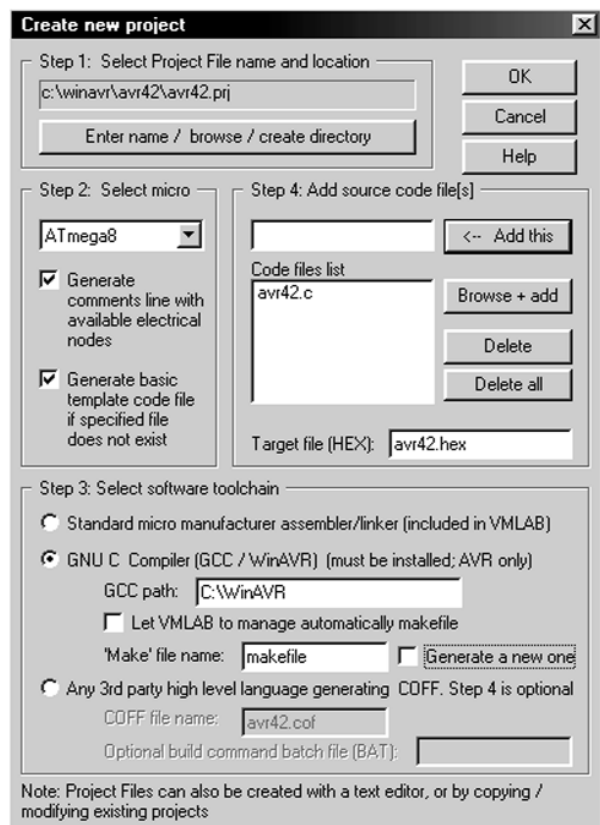 Create new project
Step 1: Select Project File name and location
c:\winavr\avr42\avr42.prj
Enter name / browse / create directory
OK
Cancel
Help
Step 2: Select micro
ATmega8
Generate
comments line with
available electrical
nodes
Generate basic
template code file
if specified file
does not exist
Step 4: Add source code file[s]
<-- Add this
Code files list
avr42.c
Browse + add
Delete
Delete all
Target file (HEX): avr42.hex
Step 3: Select software toolchain
Standard micro manufacturer assembler/linker (included in VMLAB)
GNU C Compiler (GCC / WinAVR) (must be installed; AVR only)
GCC path: C:\WinAVR
Let VMLAB to manage automatically makefile
'Make' file name: makefile Generate a new one
Any 3rd party high level language generating COFF. Step 4 is optional
COFF file name: avr42.cof
Optional build command batch file (BAT):
Note: Project Files can also be created with a text editor, or by copying /
modifying existing projects